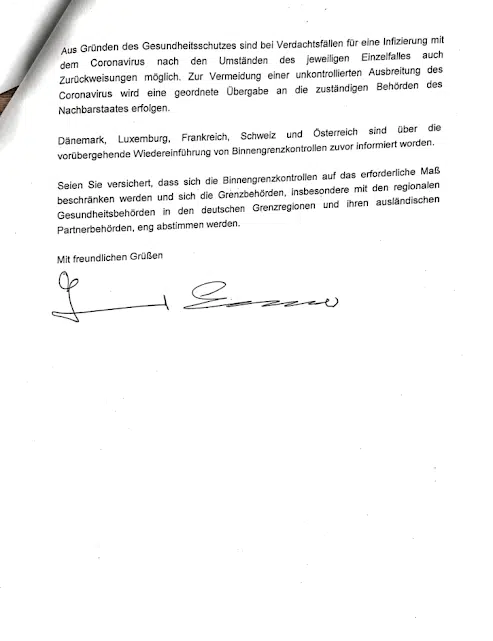 Aus Gründen des Gesundheitsschutzes sind bei Verdachtsfällen für eine Infizierung mit
dem Coronavirus nach den Umständen des jeweiligen Einzelfalles auch
Zurückweisungen möglich. Zur Vermeidung einer unkontrollierten Ausbreitung des
Coronavirus wird eine geordnete Übergabe an die zuständigen Behörden des
Nachbarstaates erfolgen.
Dänemark, Luxemburg, Frankreich, Schweiz und Österreich sind über die
vorübergehende Wiedereinführung von Binnengrenzkontrollen zuvor informiert worden.
Seien Sie versichert, dass sich die Binnengrenzkontrollen auf das erforderliche Maß
beschränken werden und sich die Grenzbehörden, insbesondere mit den regionalen
Gesundheitsbehörden in den deutschen Grenzregionen und ihren ausländischen
Partnerbehörden, eng abstimmen werden.
Mit freundlichen Grüßen